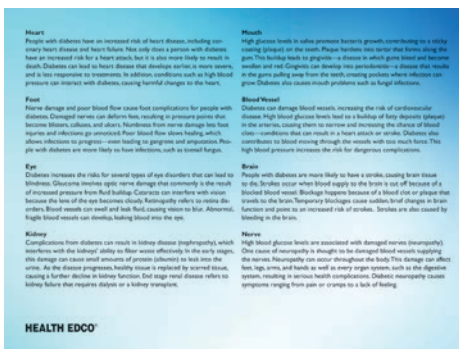 Heart
People with diabetes have an increased risk of heart disease, including cor-
onary heart disease and heart failure. Not only does a person with diabetes
have an increased risk for a heart attack, but it is also more likely to result in
death. Diabetes can lead to heart disease that develops earlier, is more severe,
and is less responsive to treatments. In addition, conditions such as high blood
pressure can interact with diabetes, causing harmful changes to the heart.
Foot
Nerve damage and poor blood flow cause foot complications for people with
diabetes. Damaged nerves can deform feet, resulting in pressure points that
become blisters, calluses, and ulcers. Numbness from nerve damage lets foot
injuries and infections go unnoticed. Poor blood flow slows healing, which
allows infections to progress—even leading to gangrene and amputation. Peo-
ple with diabetes are more likely to have infections, such as toenail fungus.
Eye
Diabetes increases the risks for several types of eye disorders that can lead to
blindness. Glaucoma involves optic nerve damage that commonly is the result
of increased pressure from fluid buildup. Cataracts can interfere with vision
because the lens of the eye becomes cloudy. Retinopathy refers to retina dis-
orders. Blood vessels can swell and leak fluid, causing vision to blur. Abnormal,
fragile blood vessels can develop, leaking blood into the eye.
Kidney
Complications from diabetes can result in kidney disease (nephropathy), which
interferes with the kidneys' ability to filter waste effectively. In the early stages,
this damage can cause small amounts of protein (albumin) to leak into the
urine. As the disease progresses, healthy tissue is replaced by scarred tissue,
causing a further decline in kidney function. End stage renal disease refers to
kidney failure that requires dialysis or a kidney transplant.
Mouth
High glucose levels in saliva promote bacteria growth, contributing to a sticky
coating (plaque) on the teeth. Plaque hardens into tartar that forms along the
gum. This buildup leads to gingivitis—a disease in which gums bleed and become
swollen and red. Gingivitis can develop into periodontitis—a disease that results
in the gums pulling away from the teeth, creating pockets where infection can
grow. Diabetes also causes mouth problems such as fungal infections.
Blood Vessel
Diabetes can damage blood vessels, increasing the risk of cardiovascular
disease. High blood glucose levels lead to a buildup of fatty deposits (plaque)
in the arteries, causing them to narrow and increasing the chance of blood
clots—conditions that can result in a heart attack or stroke. Diabetes also
contributes to blood moving through the vessels with too much force. This
high blood pressure increases the risk for dangerous complications.
Brain
People with diabetes are more likely to have a stroke, causing brain tissue
to die. Strokes occur when blood supply to the brain is cut off because of a
blocked blood vessel. Blockage happens because of a blood clot or plaque that
travels to the brain. Temporary blockages cause sudden, brief changes in brain
function and point to an increased risk of strokes. Strokes are also caused by
bleeding in the brain.
Nerve
High blood glucose levels are associated with damaged nerves (neuropathy).
One cause of neuropathy is thought to be damaged blood vessels supplying
the nerves. Neuropathy can occur throughout the body. This damage can affect
feet, legs, arms, and hands as well as every organ system, such as the digestive
system, resulting in serious health complications. Diabetic neuropathy causes
symptoms ranging from pain or cramps to a lack of feeling.
HEALTH EDCO®